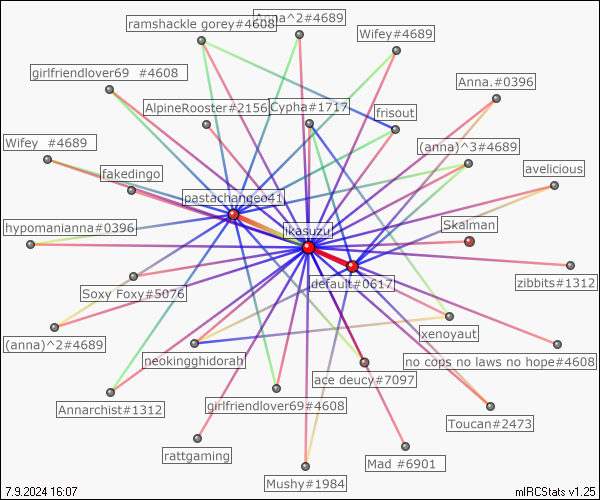 Anna^2#4689
ramshackle gorey#4608
Wifey#4689
girlfriendlover69  #4608
Anna.#0396
AlpineRooster#2156
Cypha#1717
frisout
Wifey  #4689
(anna)^3#4689
fakedingo
avelicious
pastachangeo41
hypomanianna#0396
ikasuzu
Skalman
zibbits#1312
default#0617
Soxy Foxy#5076
xenoyaut
(anna)^2#4689
neokingghidorah
no cops no laws no hope#4608
ace deucy#7097
Annarchist#1312
girlfriendlover69#4608
Toucan#2473
rattgaming
Mad #6901
Mushy#1984
7.9.2024 16:07
mIRCStats v1.25